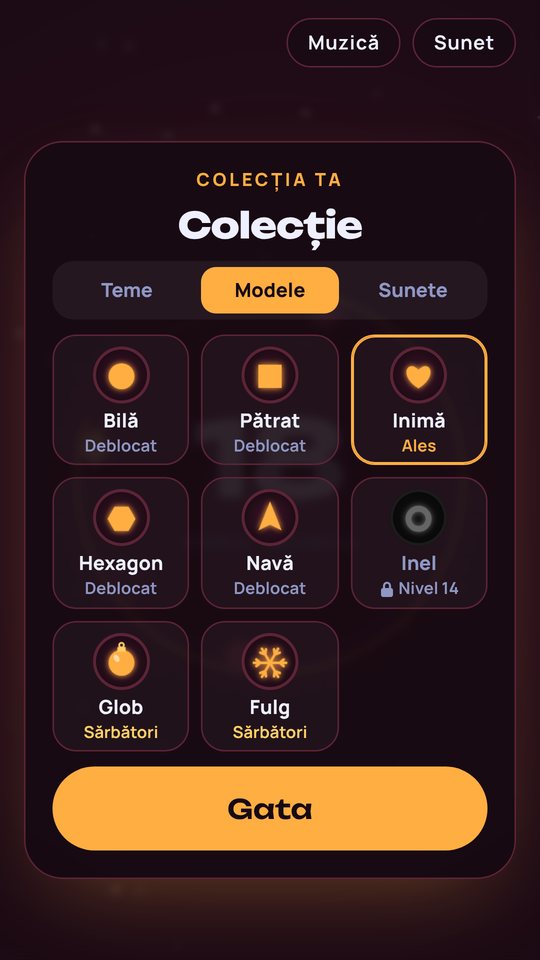 Muzică
Sunet
COLECȚIA TA
Colecție
Teme
Modele
Sunete
Bilă
Deblocat
Pătrat
Deblocat
Inimă
Ales
Hexagon
Deblocat
Navă
Deblocat
Inel
Nivel 14
Glob
Sărbători
Fulg
Sărbători
Gata